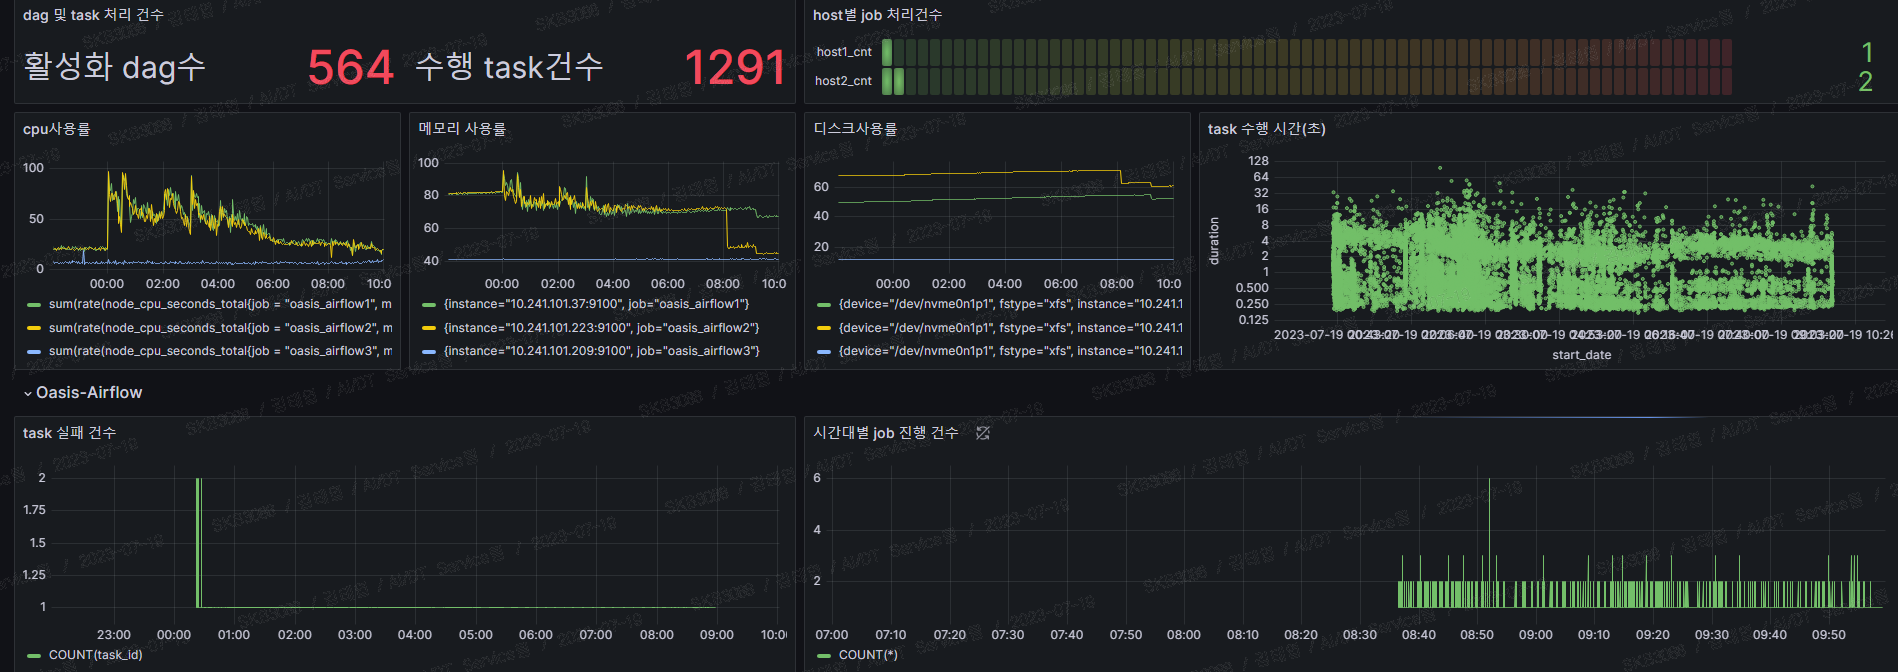 dag 및 task 처리 건수
활성화 dag수 564 수행 task건수 1291
host별 job 처리건수
host1_cnt 1
host2_cnt 2
cpu사용률
100
50
0
00:00 02:00 04:00 06:00 08:00 10:00
sum(rate(node_cpu_seconds_total{job = "oasis_airflow1", m
sum(rate(node_cpu_seconds_total{job = "oasis_airflow2", m
sum(rate(node_cpu_seconds_total{job = "oasis_airflow3", m
메모리 사용률
100
80
60
40
00:00 02:00 04:00 06:00 08:00 10:0
{instance="10.241.101.37:9100", job="oasis_airflow1"}
{instance="10.241.101.223:9100", job="oasis_airflow2"}
{instance="10.241.101.209:9100", job="oasis_airflow3"}
디스크사용률
60
40
20
00:00 02:00 04:00 06:00 08:00 10:0
{device="/dev/nvme0n1p1", fstype="xfs", instance="10.241.1
{device="/dev/nvme0n1p1", fstype="xfs", instance="10.241.1
{device="/dev/nvme0n1p1", fstype="xfs", instance="10.241.1
task 수행 시간(초)
duration
128
64
32
16
8
4
2
1
0.500
0.250
0.125
start_date
Oasis-Airflow
task 실패 건수
2
1.75
1.5
1.25
1
23:00 00:00 01:00 02:00 03:00 04:00 05:00 06:00 07:00 08:00 09:00 10:0
COUNT(task_id)
시간대별 job 진행 건수
6
4
2
07:00 07:10 07:20 07:30 07:40 07:50 08:00 08:10 08:20 08:30 08:40 08:50 09:00 09:10 09:20 09:30 09:40 09:50
COUNT(*)